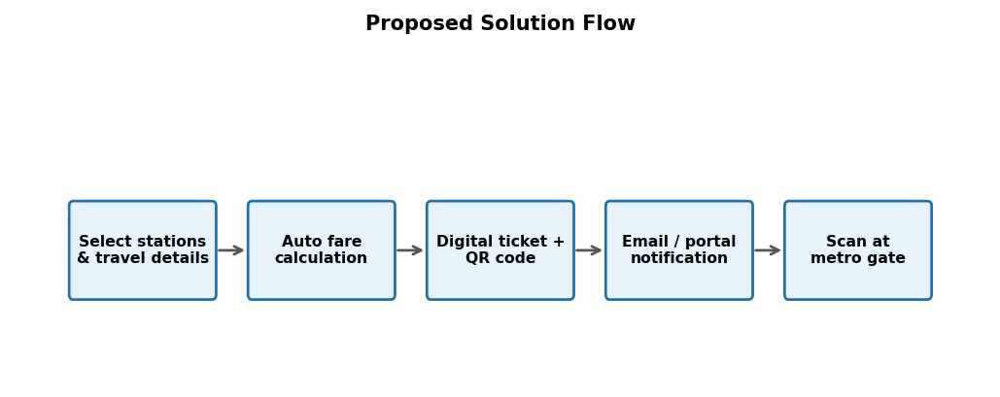 Proposed Solution Flow
Select stations
& travel details
Auto fare
calculation
Digital ticket +
QR code
Email / portal
notification
Scan at
metro gate